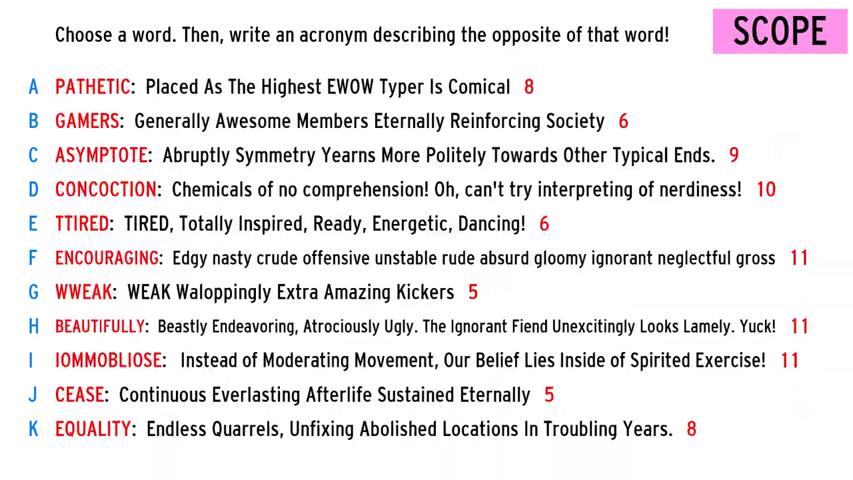 Choose a word. Then, write an acronym describing the opposite of that word!
SCOPE
A PATHETIC: Placed As The Highest EWOW Typer Is Comical 8
B GAMERS: Generally Awesome Members Eternally Reinforcing Society 6
C ASYMPTOTE: Abruptly Symmetry Yearns More Politely Towards Other Typical Ends. 9
D CONCOCTION: Chemicals of no comprehension! Oh, can't try interpreting of nerdiness! 10
E TTIRED: TIRED, Totally Inspired, Ready, Energetic, Dancing! 6
F ENCOURAGING: Edgy nasty crude offensive unstable rude absurd gloomy ignorant neglectful gross 11
G WWEAK: WEAK Waloppingly Extra Amazing Kickers 5
H BEAUTIFULLY: Beastly Endeavoring, Atrociously Ugly. The Ignorant Fiend Unexcitingly Looks Lamely. Yuck! 11
I IOMMOBLIOSE: Instead of Moderating Movement, Our Belief Lies Inside of Spirited Exercise! 11
J CEASE: Continuous Everlasting Afterlife Sustained Eternally 5
K EQUALITY: Endless Quarrels, Unfixing Abolished Locations In Troubling Years. 8